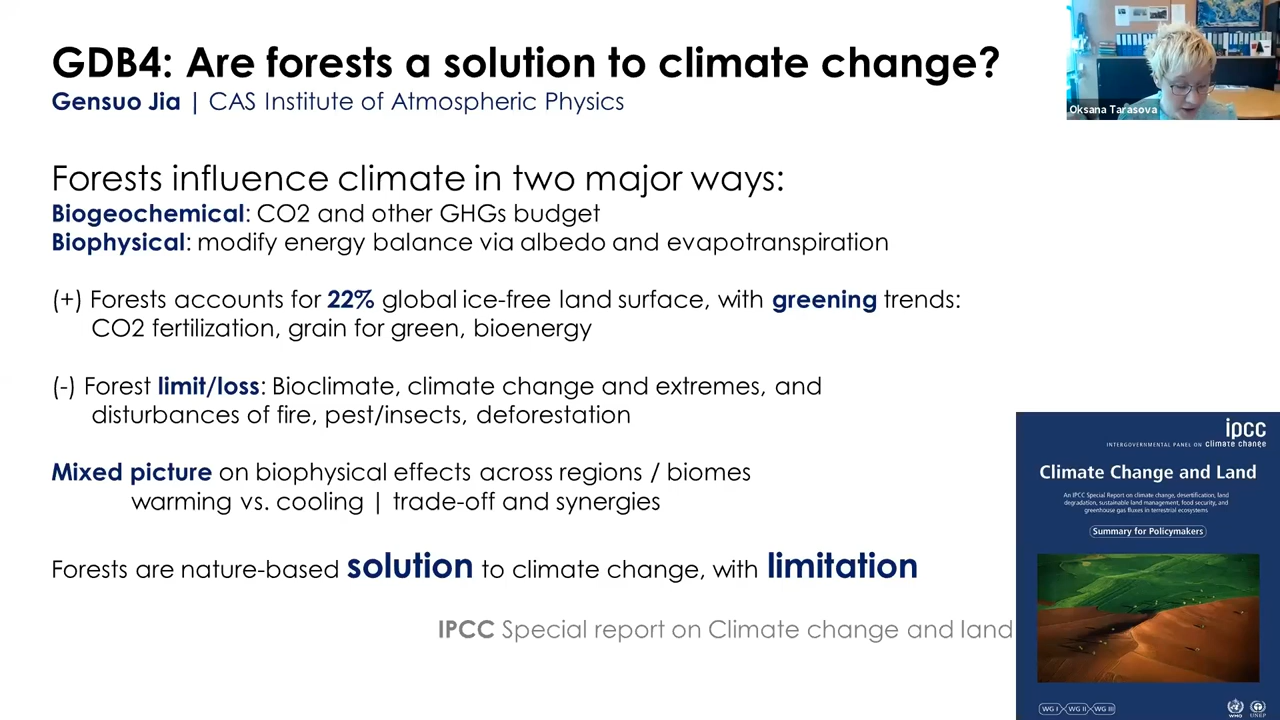 GDB4: Are forests a solution to climate change?
Gensuo Jia | CAS Institute of Atmospheric Physics
Oksana Tarasova
Forests influence climate in two major ways:
Biogeochemical: CO2 and other GHGs budget
Biophysical: modify energy balance via albedo and evapotranspiration
(+) Forests accounts for 22% global ice-free land surface, with greening trends:
CO2 fertilization, grain for green, bioenergy
(-) Forest limit/loss: Bioclimate, climate change and extremes, and
disturbances of fire, pest/insects, deforestation
Mixed picture on biophysical effects across regions / biomes
warming vs. cooling | trade-off and synergies
Forests are nature-based solution to climate change, with limitation
IPCC Special report on Climate change and land
ipcc
INTERGOVERNMENTAL PANEL ON climate change
Climate Change and Land
An IPCC Special Report on climate change, desertification, land
degradation, sustainable land management, food security, and
greenhouse gas fluxes in terrestrial ecosystems
Summary for Policymakers
WG I WG II WG III
WMO UNEP